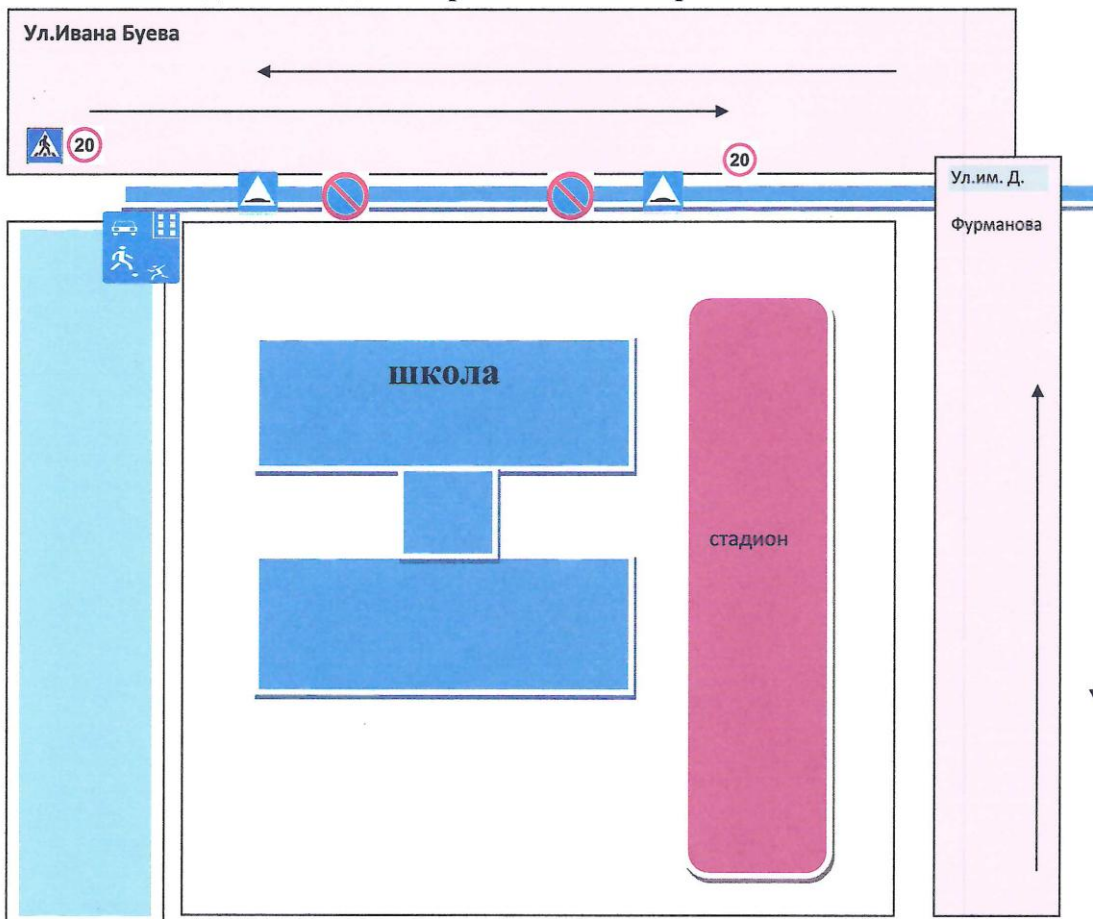 Ул.Ивана Буева
20
20
Ул.им. Д.
Фурманова
школа
стадион